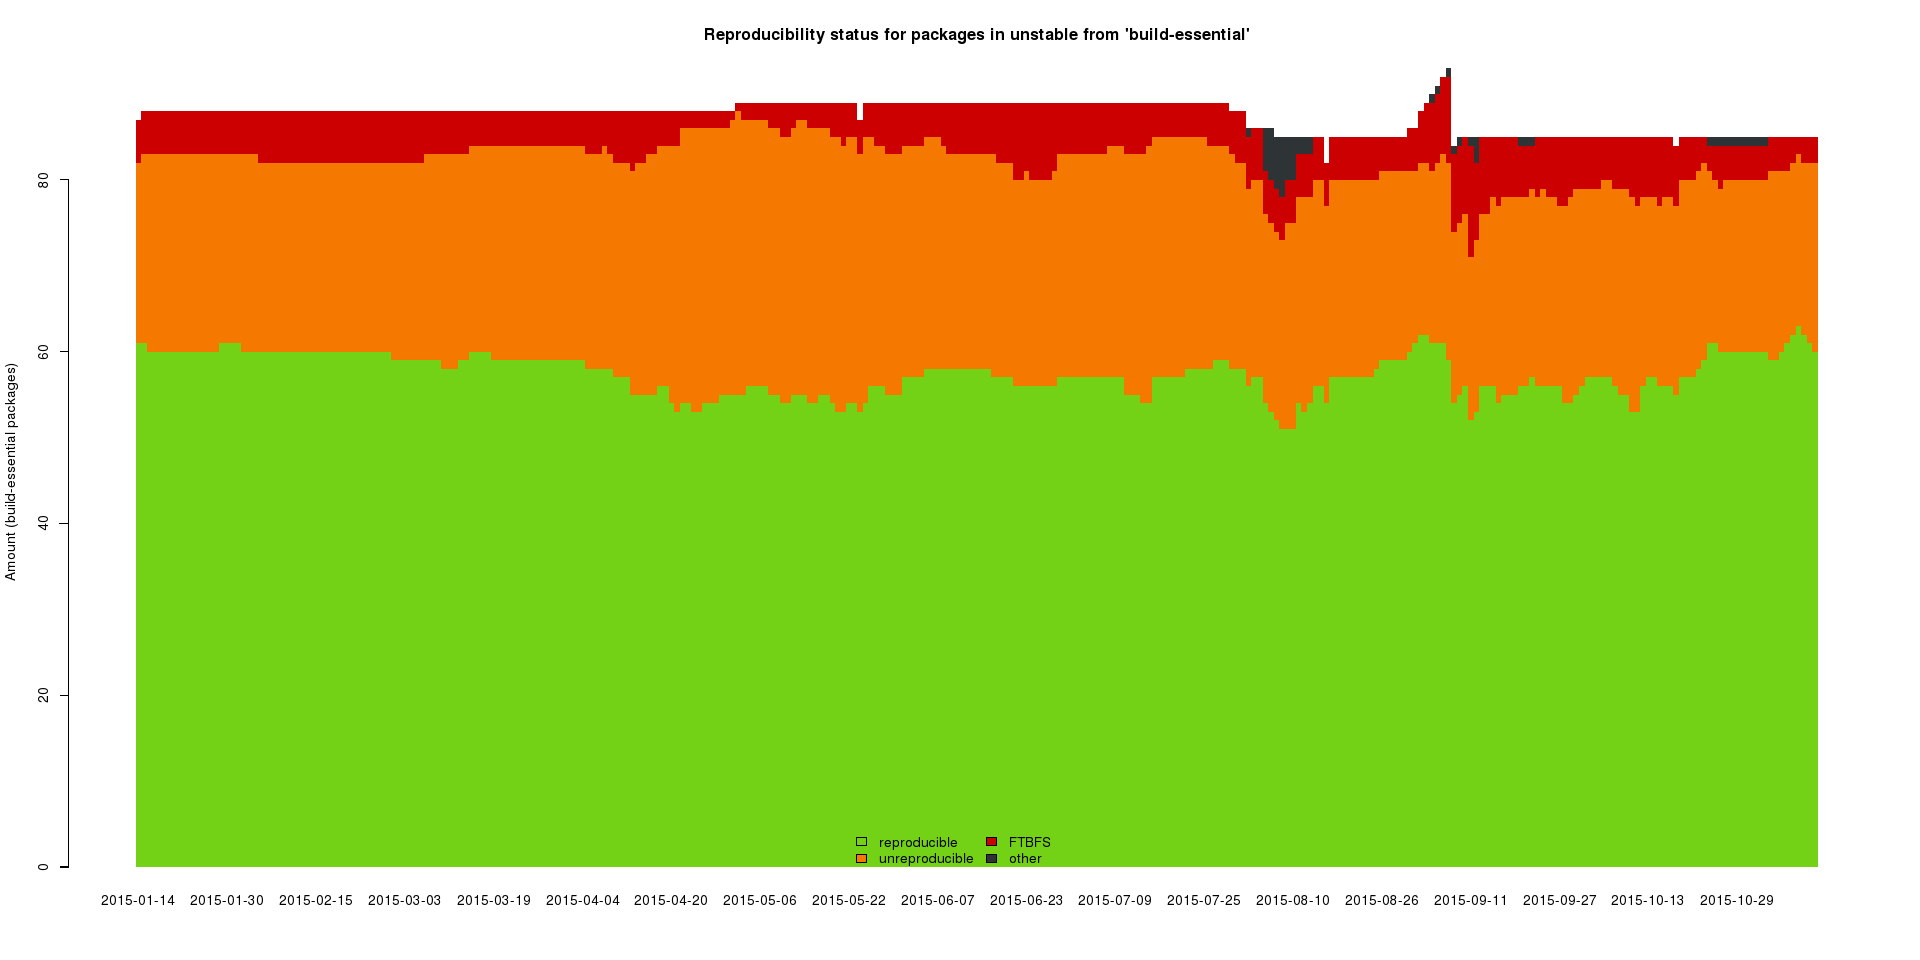 Reproducibility status for packages in unstable from 'build-essential'
Amount (build-essential packages)
80
60
40
20
0
reproducible
FTBFS
unreproducible
other
2015-01-14 2015-01-30 2015-02-15 2015-03-03 2015-03-19 2015-04-04 2015-04-20 2015-05-06 2015-05-22 2015-06-07 2015-06-23 2015-07-09 2015-07-25 2015-08-10 2015-08-26 2015-09-11 2015-09-27 2015-10-13 2015-10-29